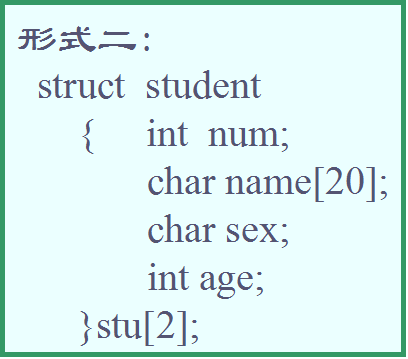 形式二:
struct student
{ int num;
char name[20];
char sex;
int age;
}stu[2];